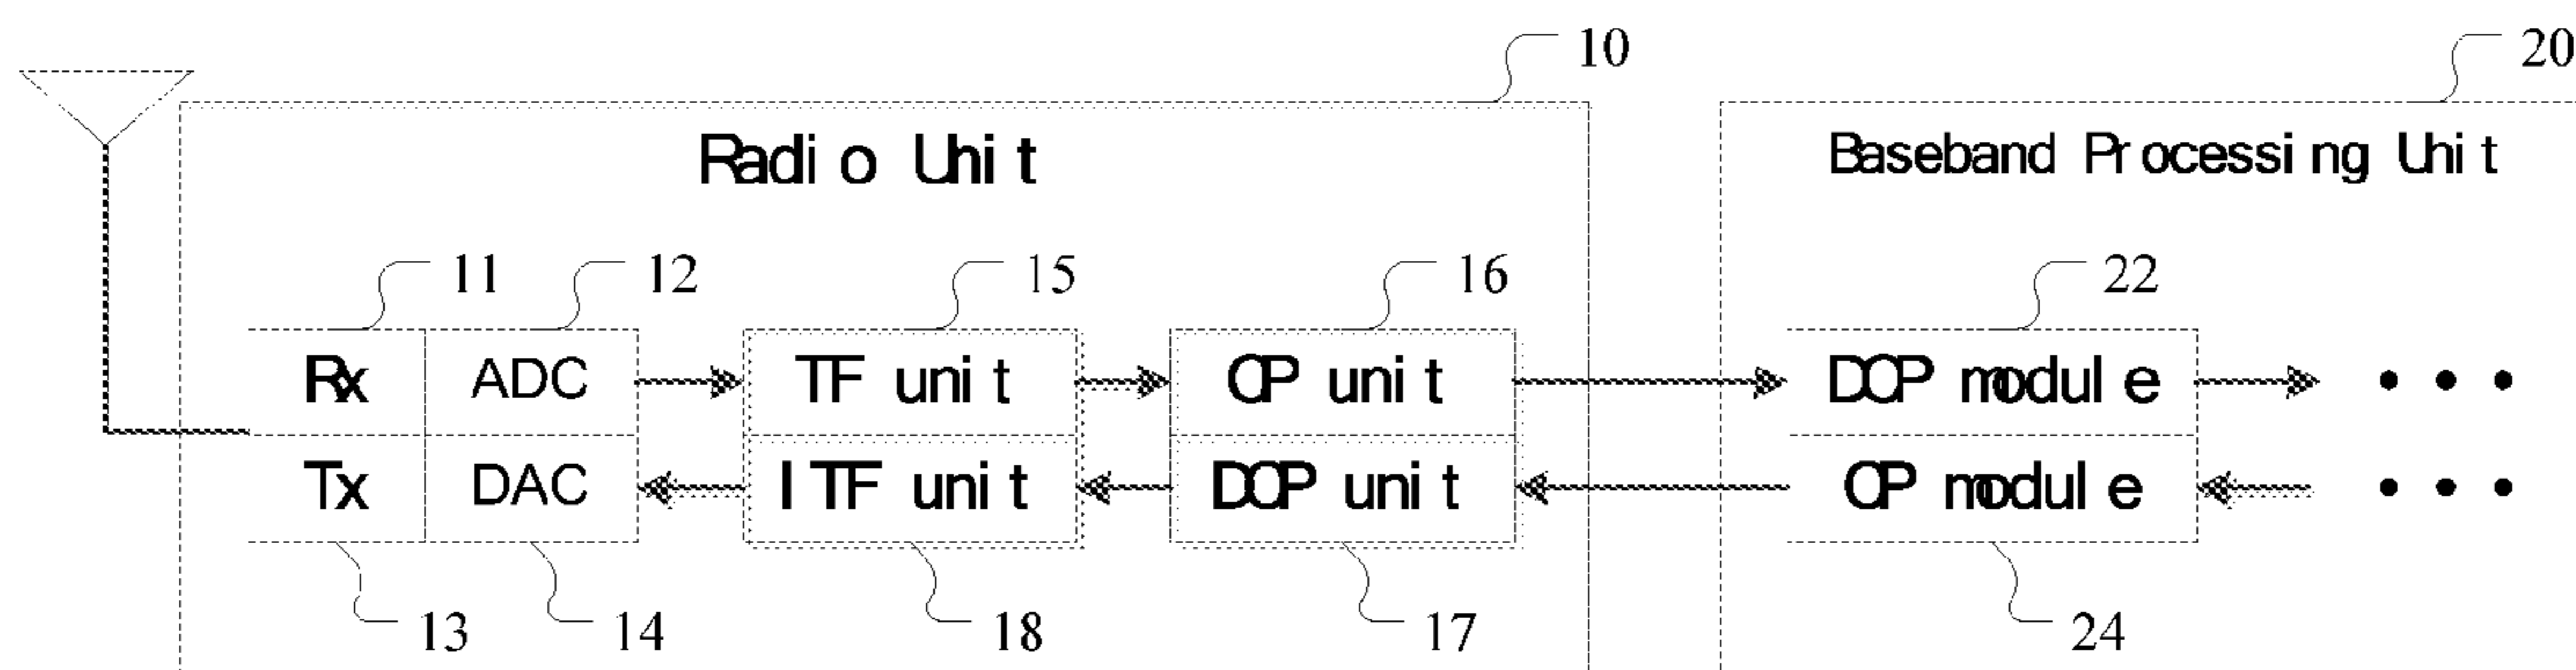 10
20
Radio Unit
Baseband Processing Unit
11
12
15
16
22
Rx
ADC
TF unit
CP unit
DCP module
• • •
Tx
DAC
ITF unit
DCP unit
CP module
• • •
13
14
18
17
24